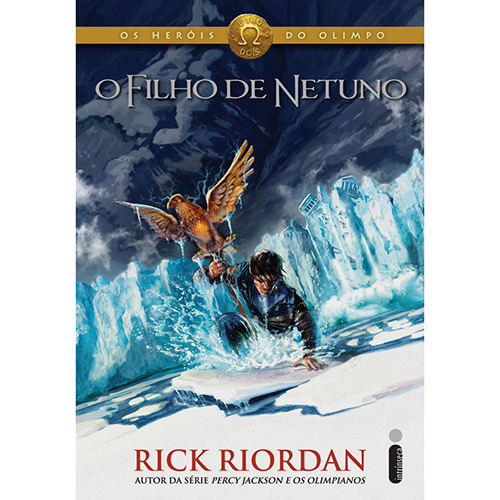 OS HERÓIS DO OLIMPO
LIVRO
DOIS
O FILHO DE NETUNO
intrínseca
RICK RIORDAN
AUTOR DA SÉRIE PERCY JACKSON E OS OLIMPIANOS